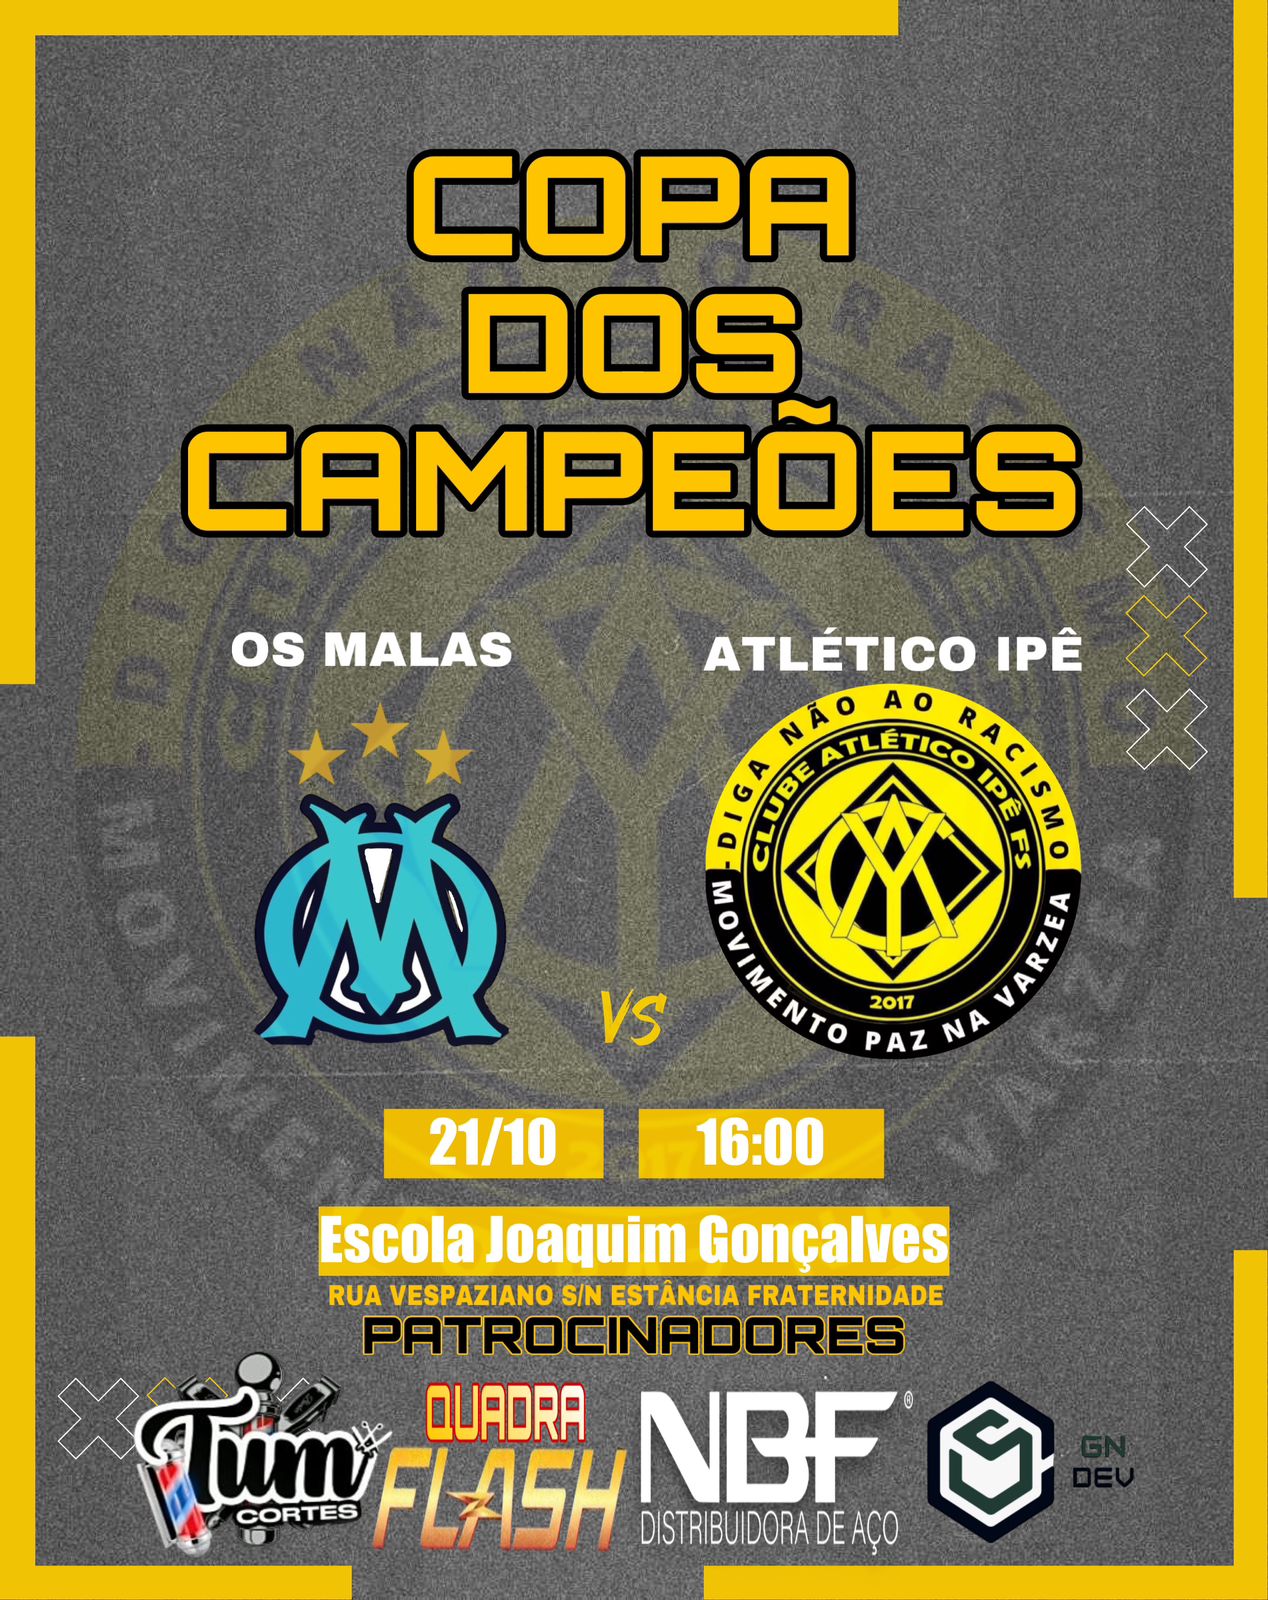 COPA
DOS
CAMPEÕES
OS MALAS
ATLÉTICO IPÊ
-DIGA NÃO AO RACISMO
CLUBE ATLÉTICO IPÊ FS
2017
MOVIMENTO PAZ NA VARZEA
VS
21/10
16:00
Escola Joaquim Gonçalves
RUA VESPAZIANO S/N ESTÂNCIA FRATERNIDADE
PATROCINADORES
Tum
CORTES
QUADRA
FLASH
NBF®
DISTRIBUIDORA DE AÇO
GN
DEV